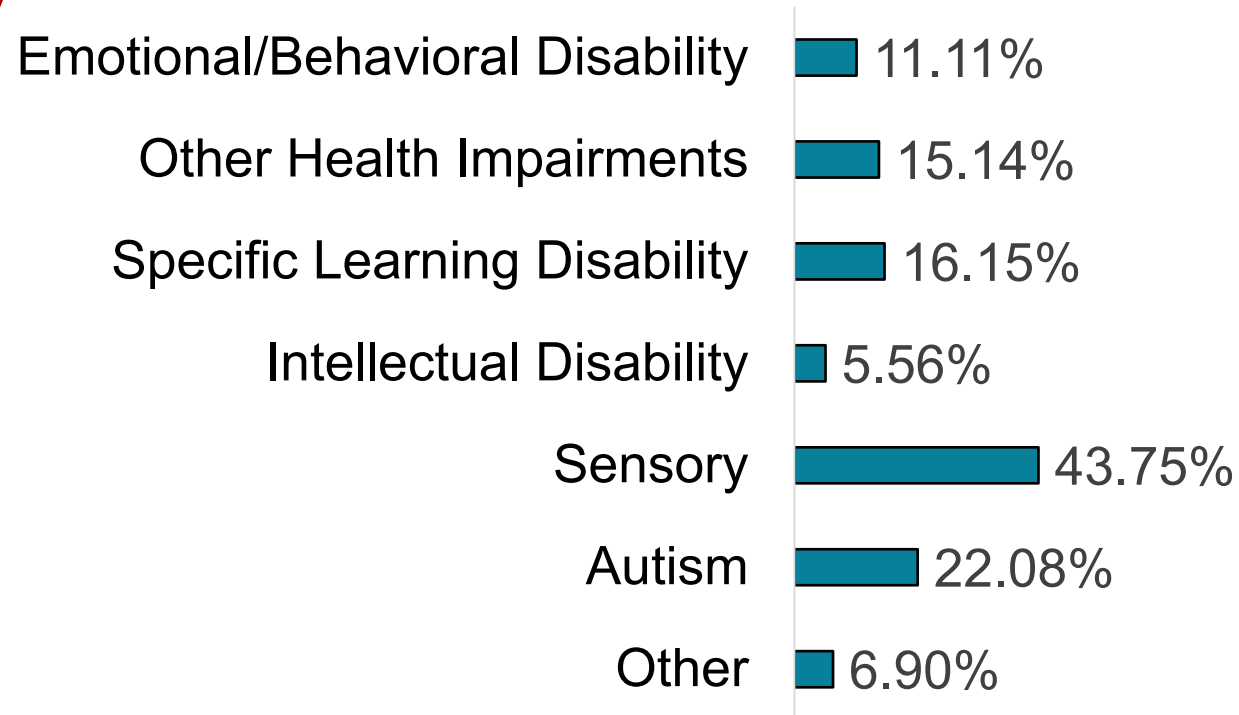 Emotional/Behavioral Disability 11.11%
Other Health Impairments 15.14%
Specific Learning Disability 16.15%
Intellectual Disability 5.56%
Sensory 43.75%
Autism 22.08%
Other 6.90%